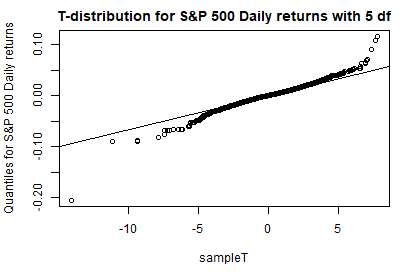 T-distribution for S&P 500 Daily returns with 5 df
Quantiles for S&P 500 Daily returns
0.10
0.00
-0.10
-0.20
-10
-5
0
5
sampleT